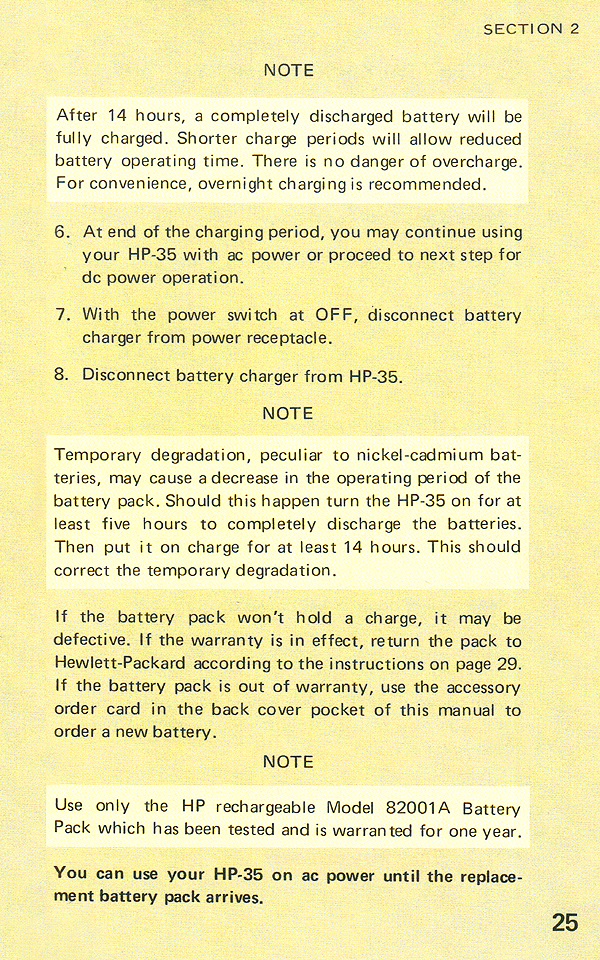 SECTION 2
NOTE
After 14 hours, a completely discharged battery will be
fully charged. Shorter charge periods will allow reduced
battery operating time. There is no danger of overcharge.
For convenience, overnight charging is recommended.
6. At end of the charging period, you may continue using
your HP-35 with ac power or proceed to next step for
dc power operation.
7. With the power switch at OFF, disconnect battery
charger from power receptacle.
8. Disconnect battery charger from HP-35.
NOTE
Temporary degradation, peculiar to nickel-cadmium bat-
teries, may cause a decrease in the operating period of the
battery pack. Should this happen turn the HP-35 on for at
least five hours to completely discharge the batteries.
Then put it on charge for at least 14 hours. This should
correct the temporary degradation.
If the battery pack won't hold a charge, it may be
defective. If the warranty is in effect, return the pack to
Hewlett-Packard according to the instructions on page 29.
If the battery pack is out of warranty, use the accessory
order card in the back cover pocket of this manual to
order a new battery.
NOTE
Use only the HP rechargeable Model 82001A Battery
Pack which has been tested and is warranted for one year.
You can use your HP-35 on ac power until the replace-
ment battery pack arrives.
25